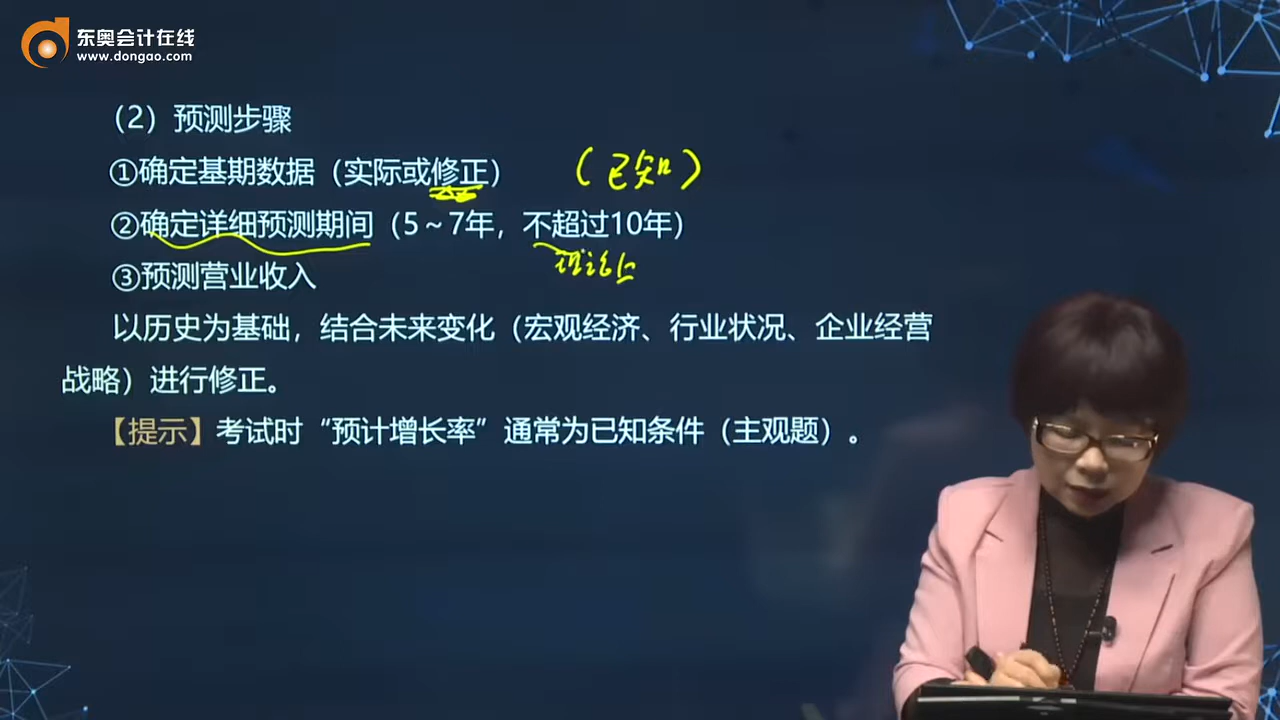 东奥会计在线
www.dongao.com
（2）预测步骤
①确定基期数据（实际或修正） （已知）
②确定详细预测期间（5～7年，不超过10年）
理论上
③预测营业收入
以历史为基础，结合未来变化（宏观经济、行业状况、企业经营
战略）进行修正。
【提示】考试时“预计增长率”通常为已知条件（主观题）。